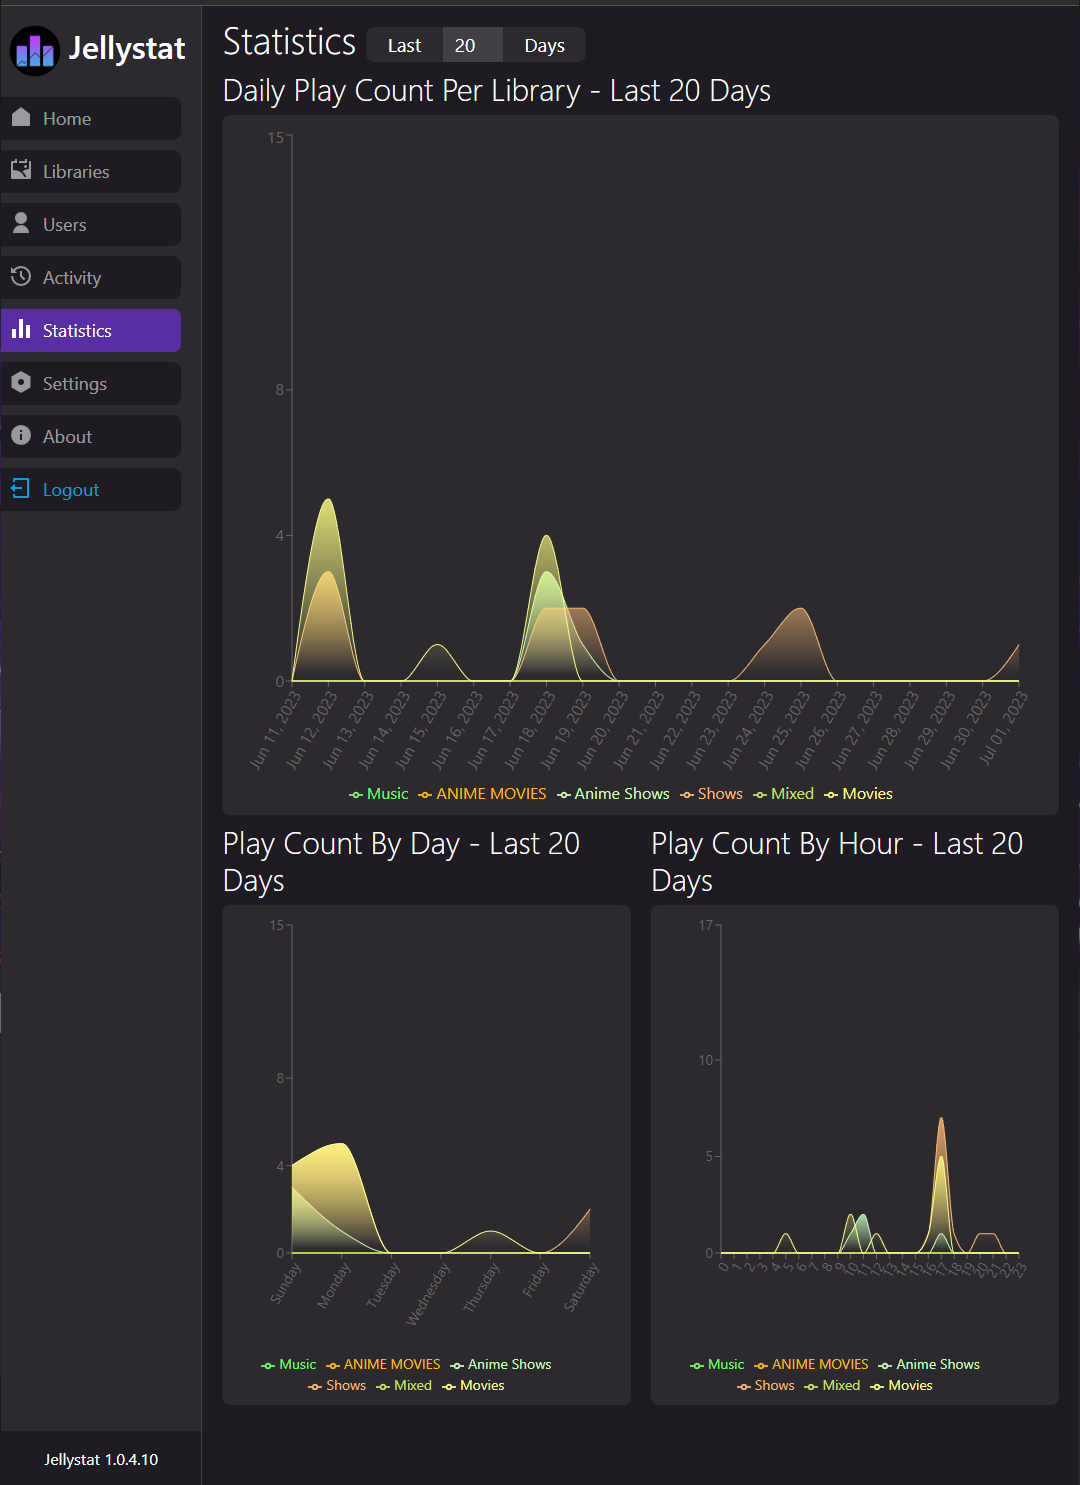 Jellystat
Home
Libraries
Users
Activity
Statistics
Settings
About
Logout
Jellystat 1.0.4.10
Statistics Last 20 Days
Daily Play Count Per Library - Last 20 Days
15
8
4
0
Jun 11, 2023
Jun 12, 2023
Jun 13, 2023
Jun 14, 2023
Jun 15, 2023
Jun 16, 2023
Jun 17, 2023
Jun 18, 2023
Jun 19, 2023
Jun 20, 2023
Jun 21, 2023
Jun 22, 2023
Jun 23, 2023
Jun 24, 2023
Jun 25, 2023
Jun 26, 2023
Jun 27, 2023
Jun 28, 2023
Jun 29, 2023
Jun 30, 2023
Jul 01, 2023
Music ANIME MOVIES Anime Shows Shows Mixed Movies
Play Count By Day - Last 20
Days
15
8
4
0
Sunday
Monday
Tuesday
Wednesday
Thursday
Friday
Saturday
Music ANIME MOVIES Anime Shows
Shows Mixed Movies
Play Count By Hour - Last 20
Days
17
10
5
0
0
1
2
3
4
5
6
7
8
9
10
11
12
13
14
15
16
17
18
19
20
21
22
23
Music ANIME MOVIES Anime Shows
Shows Mixed Movies